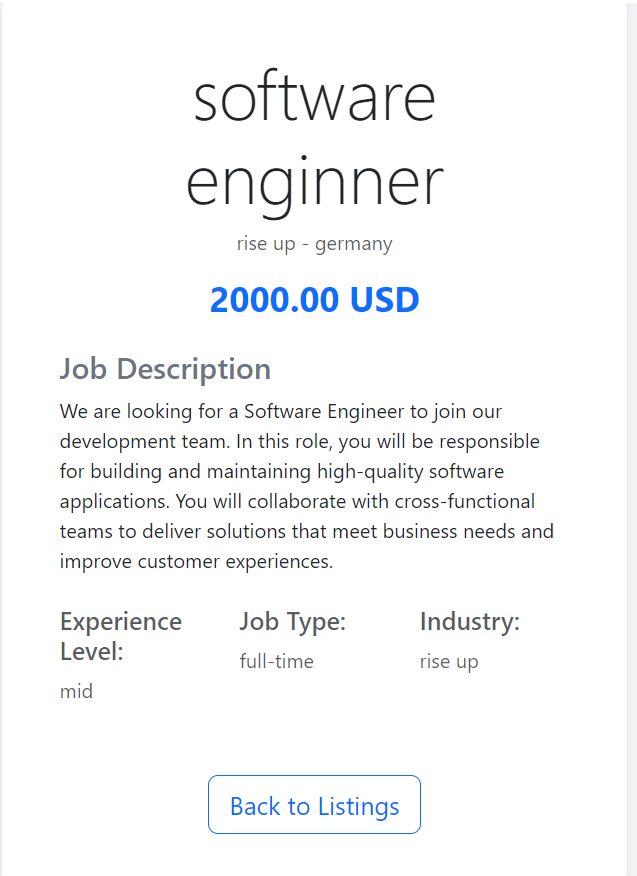 software
enginner
rise up - germany
2000.00 USD
Job Description
We are looking for a Software Engineer to join our
development team. In this role, you will be responsible
for building and maintaining high-quality software
applications. You will collaborate with cross-functional
teams to deliver solutions that meet business needs and
improve customer experiences.
Experience
Level:
mid
Job Type:
full-time
Industry:
rise up
Back to Listings